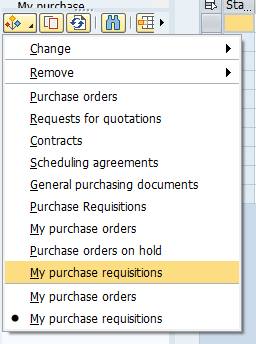 My purchase
Sta...
Change
Remove
Purchase orders
Requests for quotations
Contracts
Scheduling agreements
General purchasing documents
Purchase Requisitions
My purchase orders
Purchase orders on hold
My purchase requisitions
My purchase orders
My purchase requisitions